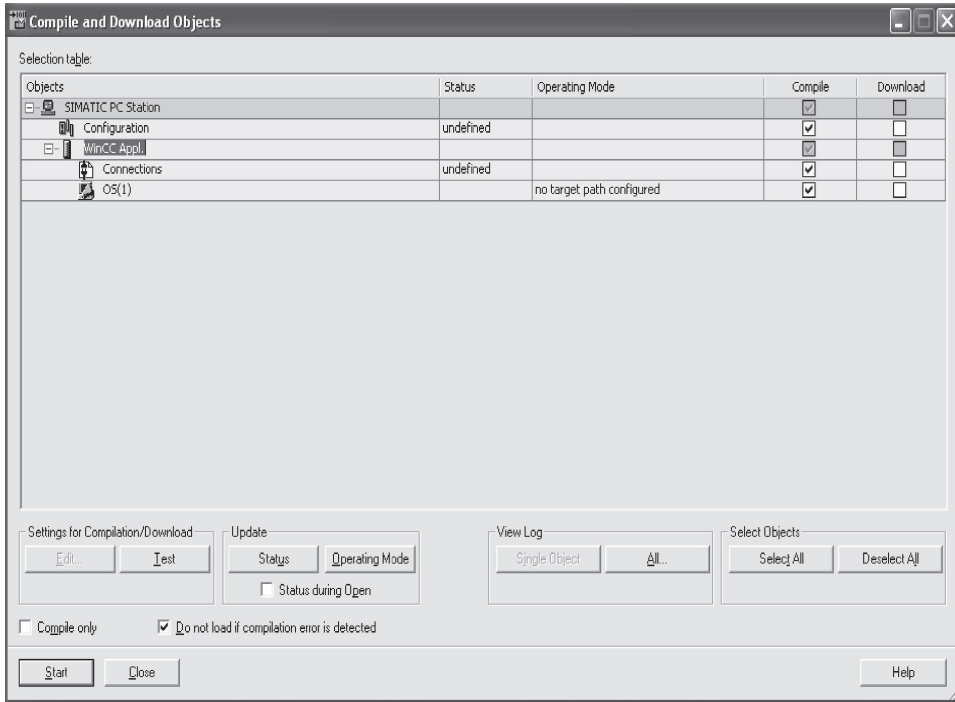 Compile and Download Objects
Selection table:
Objects Status Operating Mode Compile Download
SIMATIC PC Station
Configuration undefined
WinCC Appl.
Connections undefined
OS(1) no target path configured
Settings for Compilation/Download Update View Log Select Objects
Edit... Test Status Operating Mode Single Object All... Select All Deselect All
Status during Open
Compile only Do not load if compilation error is detected
Start Close Help